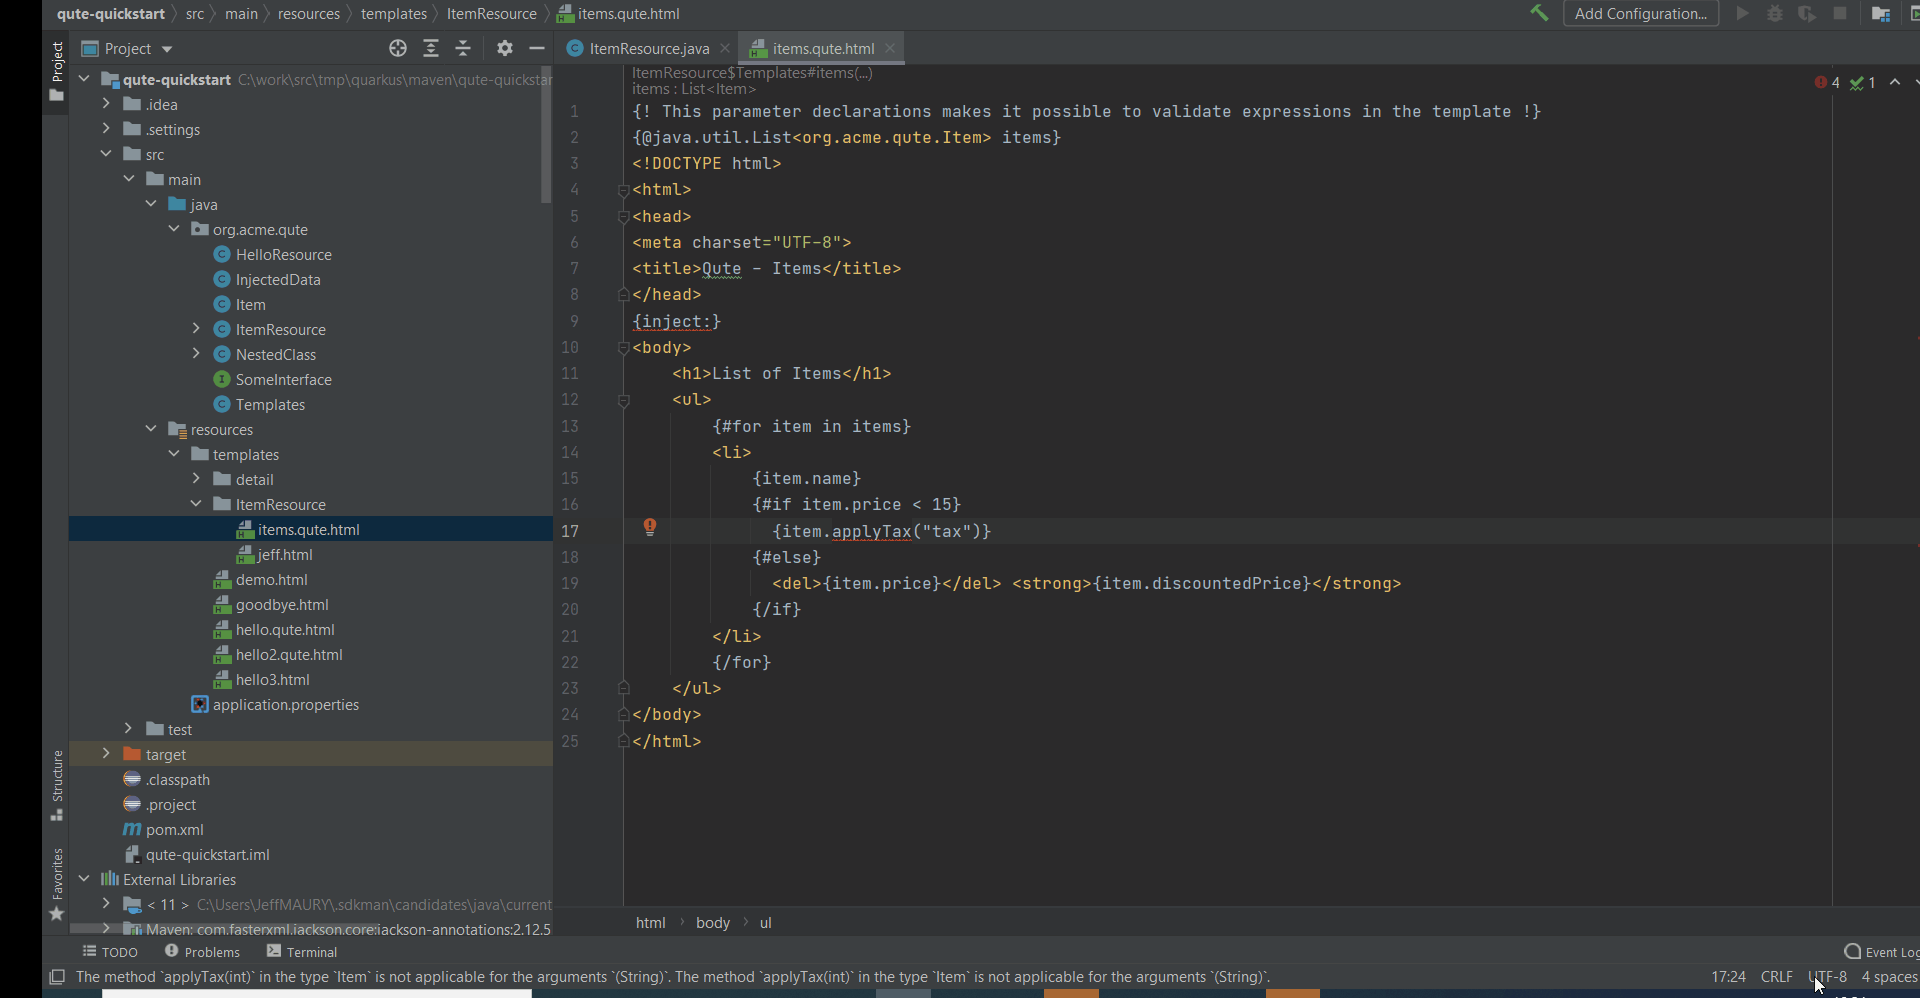 qute-quickstart src main resources templates ItemResource items.qute.html Add Configuration...
Project ItemResource.java items.qute.html
Project
qute-quickstart C:\work\src\tmp\quarkus\maven\qute-quickstar
.idea
.settings
src
main
java
org.acme.qute
HelloResource
InjectedData
Item
ItemResource
NestedClass
SomeInterface
Templates
resources
templates
detail
ItemResource
items.qute.html
jeff.html
demo.html
goodbye.html
hello.qute.html
hello2.qute.html
hello3.html
application.properties
test
target
.classpath
.project
pom.xml
qute-quickstart.iml
External Libraries
< 11 > C:\Users\JeffMAURY\.sdkman\candidates\java\current
Maven: com.fasterxml.jackson.core:jackson-annotations:2.12.5
Structure
Favorites
ItemResource$Templates#items(...)
items : List<Item>
4 1
1 {! This parameter declarations makes it possible to validate expressions in the template !}
2 {@java.util.List<org.acme.qute.Item> items}
3 <!DOCTYPE html>
4 <html>
5 <head>
6 <meta charset="UTF-8">
7 <title>Qute - Items</title>
8 </head>
9 {inject:}
10 <body>
11 <h1>List of Items</h1>
12 <ul>
13 {#for item in items}
14 <li>
15 {item.name}
16 {#if item.price < 15}
17 {item.applyTax("tax")}
18 {#else}
19 <del>{item.price}</del> <strong>{item.discountedPrice}</strong>
20 {/if}
21 </li>
22 {/for}
23 </ul>
24 </body>
25 </html>
html body ul
TODO Problems Terminal Event Log
The method `applyTax(int)` in the type `Item` is not applicable for the arguments `(String)`. The method `applyTax(int)` in the type `Item` is not applicable for the arguments `(String)`. 17:24 CRLF UTF-8 4 spaces